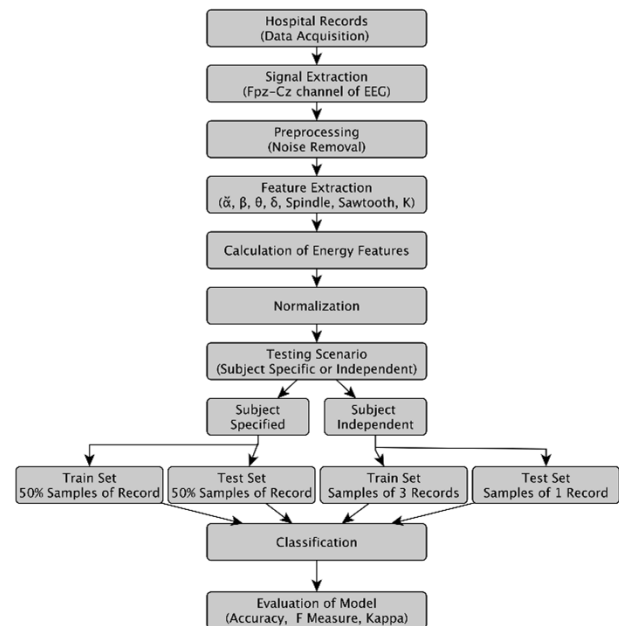 Hospital Records
(Data Acquisition)
Signal Extraction
(Fpz-Cz channel of EEG)
Preprocessing
(Noise Removal)
Feature Extraction
(ᾰ, β, θ, δ, Spindle, Sawtooth, K)
Calculation of Energy Features
Normalization
Testing Scenario
(Subject Specific or Independent)
Subject
Specified
Subject
Independent
Train Set
50% Samples of Record
Test Set
50% Samples of Record
Train Set
Samples of 3 Records
Test Set
Samples of 1 Record
Classification
Evaluation of Model
(Accuracy, F Measure, Kappa)